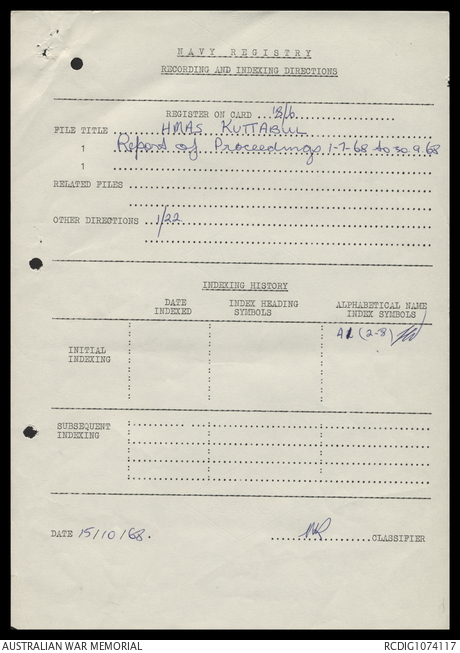 NAVY REGISTRY
RECORDING AND INDEXING DIRECTIONS
REGISTER ON CARD 18/6
FILE TITLE HMAS KUTTABUL
1 Report of Proceedings 1-7-68 to 30.9.68
1
RELATED FILES
OTHER DIRECTIONS 1/22
INDEXING HISTORY
DATE INDEX HEADING ALPHABETICAL NAME
INDEXED SYMBOLS INDEX SYMBOLS
(2-8)
INITIAL
INDEXING
SUBSEQUENT
INDEXING
DATE 15/10/68. CLASSIFIER
AUSTRALIAN WAR MEMORIAL RCDIG1074117